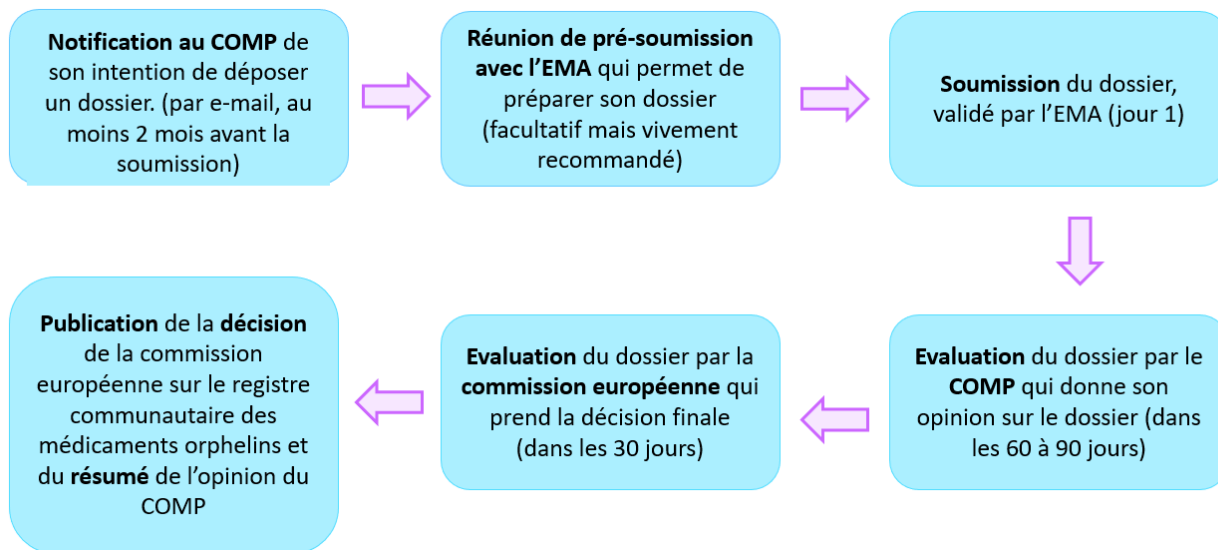 Notification au COMP de
son intention de déposer
un dossier. (par e-mail, au
moins 2 mois avant la
soumission)
Réunion de pré-soumission
avec l’EMA qui permet de
préparer son dossier
(facultatif mais vivement
recommandé)
Soumission du dossier,
validé par l’EMA (jour 1)
Evaluation du dossier par le
COMP qui donne son
opinion sur le dossier (dans
les 60 à 90 jours)
Evaluation du dossier par la
commission européenne qui
prend la décision finale
(dans les 30 jours)
Publication de la décision
de la commission
européenne sur le registre
communautaire des
médicaments orphelins et
du résumé de l’opinion du
COMP